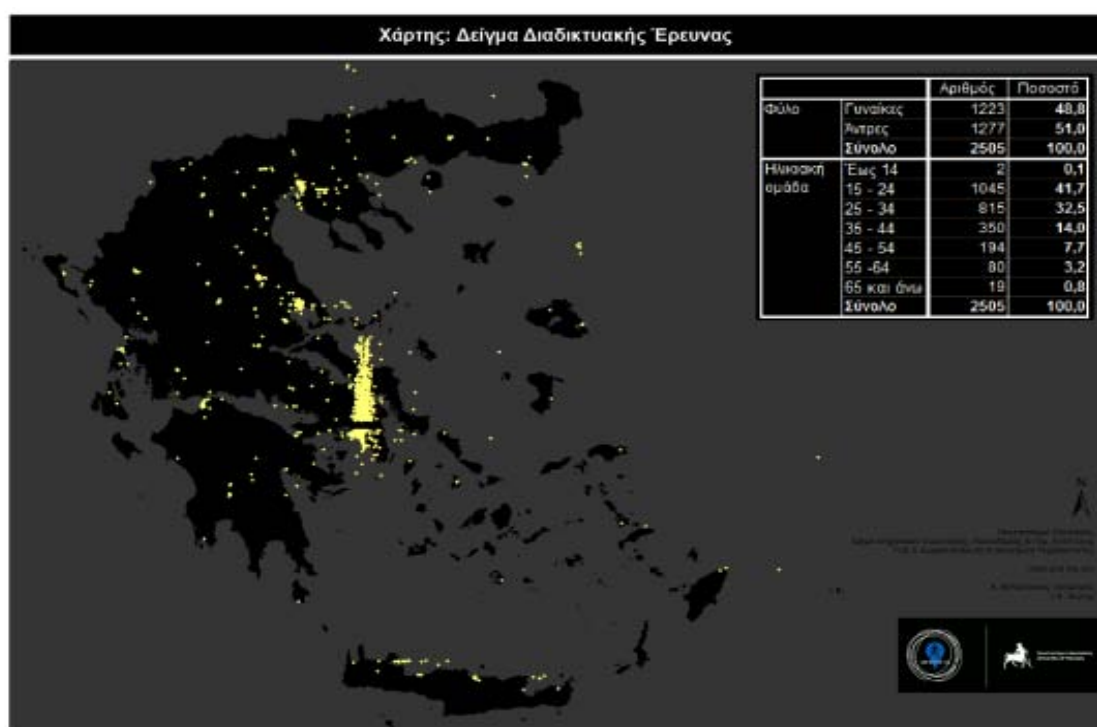 Χάρτης: Δείγμα Διαδικτυακής Έρευνας
Αριθμός Ποσοστό
Φύλο Γυναίκες 1223 48,8
Άντρες 1277 51,0
Σύνολο 2505 100,0
Ηλικιακή ομάδα Έως 14 2 0,1
15 - 24 1045 41,7
25 - 34 815 32,5
35 - 44 350 14,0
45 - 54 194 7,7
55 -64 80 3,2
65 και άνω 19 0,8
Σύνολο 2505 100,0
N